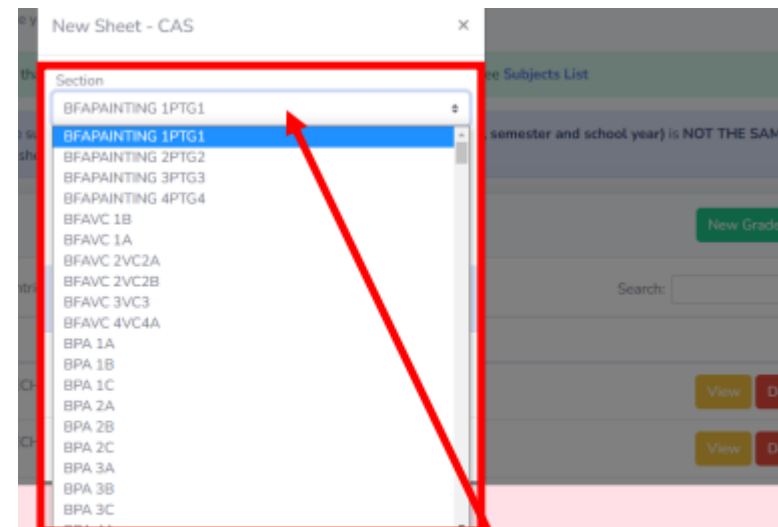 New Sheet - CAS
×
Section
ee Subjects List
BFAPAINTING 1PTG1
BFAPAINTING 1PTG1
semester and school year) is NOT THE SAM
BFAPAINTING 2PTG2
BFAPAINTING 3PTG3
BFAPAINTING 4PTG4
BFAVC 1B
New Grade
BFAVC 1A
BFAVC 2VC2A
BFAVC 2VC2B
Search:
BFAVC 3VC3
BFAVC 4VC4A
BPA 1A
BPA 1B
BPA 1C
View
D
BPA 2A
BPA 2B
BPA 2C
View
D
BPA 3A
BPA 3B
BPA 3C